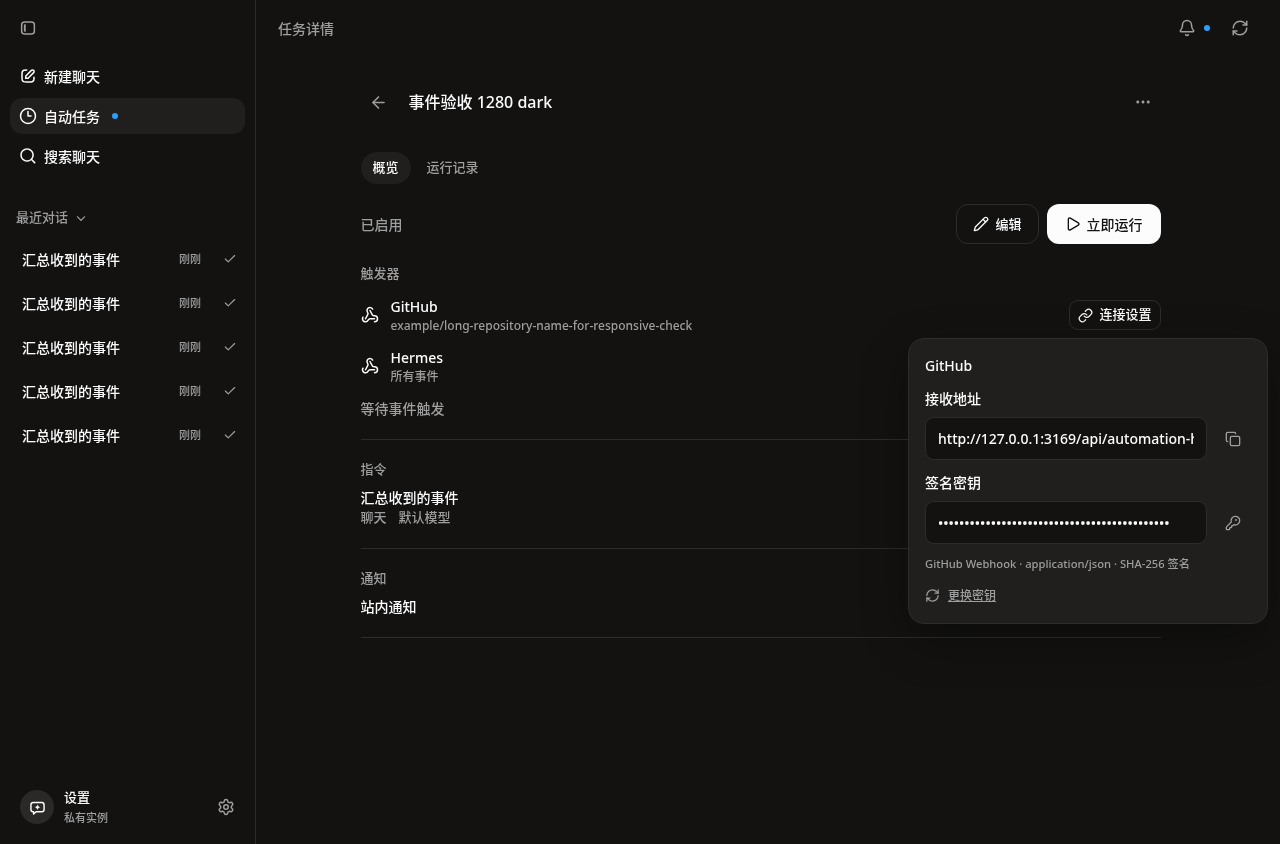 任务详情
新建聊天
自动任务
搜索聊天
最近对话
汇总收到的事件 刚刚
汇总收到的事件 刚刚
汇总收到的事件 刚刚
汇总收到的事件 刚刚
汇总收到的事件 刚刚
设置
私有实例
事件验收 1280 dark
概览 运行记录
已启用 编辑 立即运行
触发器
GitHub
example/long-repository-name-for-responsive-check
连接设置
Hermes
所有事件
等待事件触发
指令
汇总收到的事件
聊天 默认模型
通知
站内通知
GitHub
接收地址
http://127.0.0.1:3169/api/automation-
签名密钥
••••••••••••••••••••••••••••••••••••••••••••
GitHub Webhook · application/json · SHA-256 签名
更换密钥